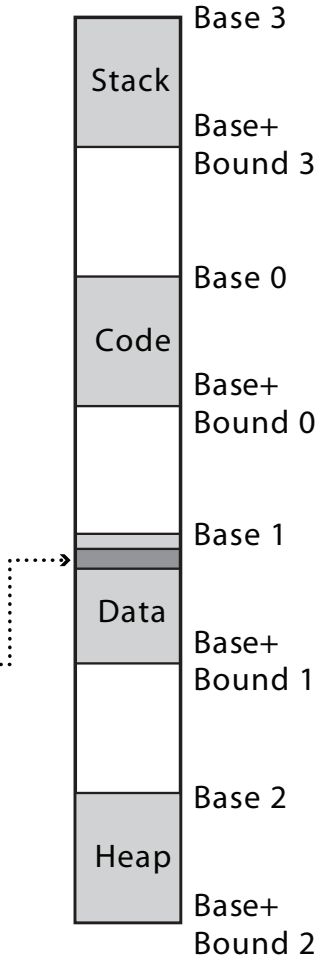 Base 3
Stack
Base+
Bound 3
Base 0
Code
Base+
Bound 0
Base 1
Data
Base+
Bound 1
Base 2
Heap
Base+
Bound 2